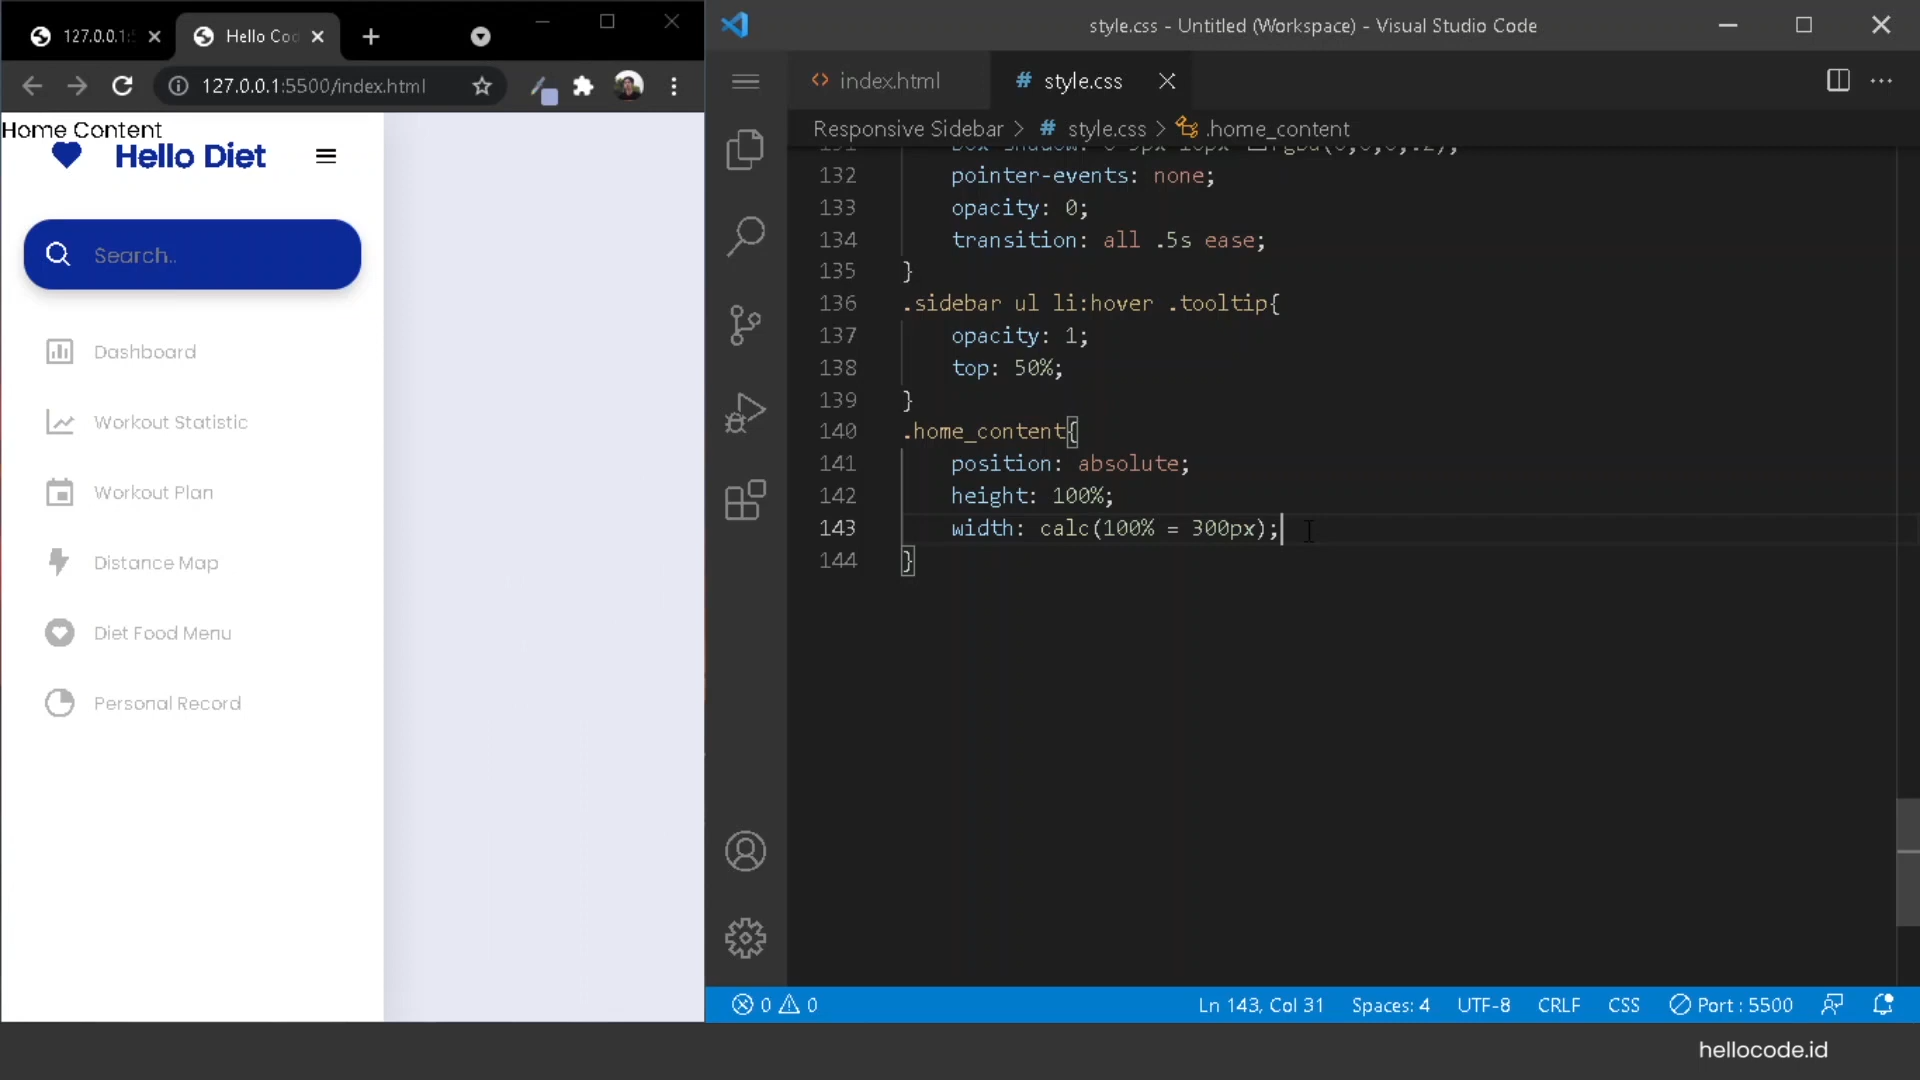 127.0.0.1:5
Hello Coc
127.0.0.1:5500/index.html
Home Content
Hello Diet
Search..
Dashboard
Workout Statistic
Workout Plan
Distance Map
Diet Food Menu
Personal Record
style.css - Untitled (Workspace) - Visual Studio Code
index.html
# style.css
Responsive Sidebar > # style.css > .home_content
132 pointer-events: none;
133 opacity: 0;
134 transition: all .5s ease;
135 }
136 .sidebar ul li:hover .tooltip{
137 opacity: 1;
138 top: 50%;
139 }
140 .home_content{
141 position: absolute;
142 height: 100%;
143 width: calc(100% = 300px);
144 }
0 0
Ln 143, Col 31 Spaces: 4 UTF-8 CRLF CSS Port : 5500
hellocode.id